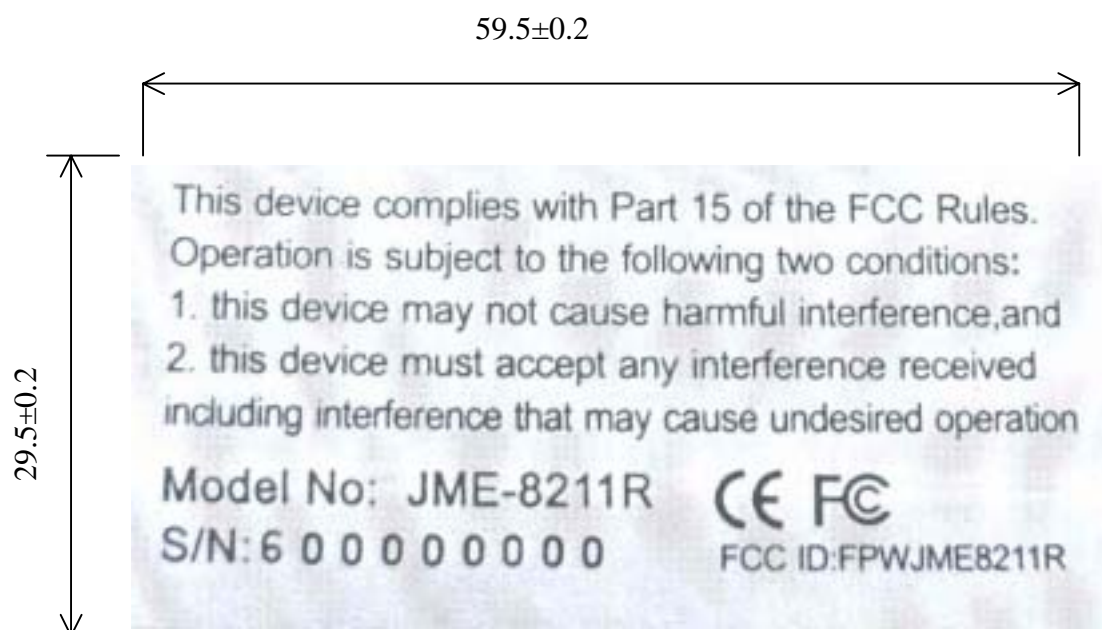 59.5±0.2
29.5±0.2
This device complies with Part 15 of the FCC Rules.
Operation is subject to the following two conditions:
1. this device may not cause harmful interference,and
2. this device must accept any interference received
including interference that may cause undesired operation
Model No: JME-8211R CE FC
S/N:6 0 0 0 0 0 0 0 0 FCC ID:FPWJME8211R